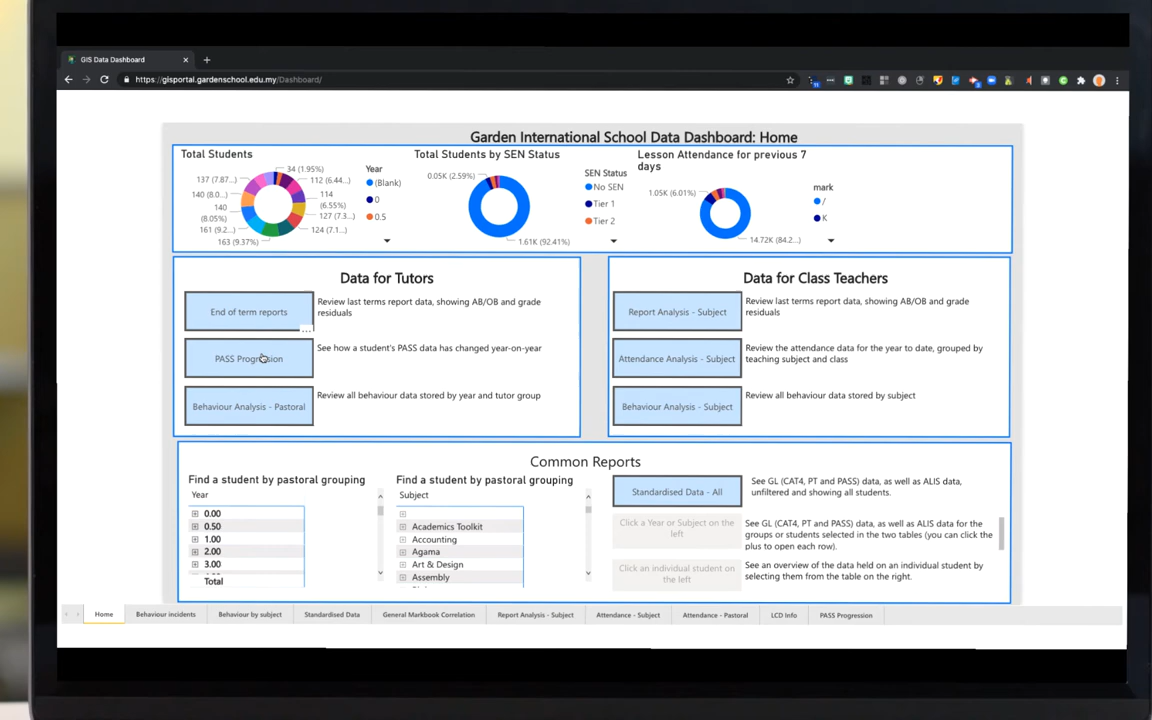 GIS Data Dashboard
https://gisportal.gardenschool.edu.my/Dashboard/
Garden International School Data Dashboard: Home
Total Students
34 (1.95%)
112 (6.44...)
114
(6.55%)
127 (7.3...)
124 (7.1...)
163 (9.37%)
161 (9.2...)
140
(8.05%)
140 (8.0...)
137 (7.87...)
Year
(Blank)
0
0.5
Total Students by SEN Status
0.05K (2.59%)
1.61K (92.41%)
SEN Status
No SEN
Tier 1
Tier 2
Lesson Attendance for previous 7
days
1.05K (6.01%)
14.72K (84.2...)
mark
/
K
Data for Tutors
End of term reports
Review last terms report data, showing AB/OB and grade
residuals
...
PASS Progression
See how a student's PASS data has changed year-on-year
Behaviour Analysis - Pastoral
Review all behaviour data stored by year and tutor group
Data for Class Teachers
Report Analysis - Subject
Review last terms report data, showing AB/OB and grade
residuals
Attendance Analysis - Subject
Review the attendance data for the year to date, grouped by
teaching subject and class
Behaviour Analysis - Subject
Review all behaviour data stored by subject
Common Reports
Find a student by pastoral grouping
Year
0.00
0.50
1.00
2.00
3.00
Total
Find a student by pastoral grouping
Subject
Academics Toolkit
Accounting
Agama
Art & Design
Assembly
Standardised Data - All
See GL (CAT4, PT and PASS) data, as well as ALIS data,
unfiltered and showing all students.
Click a Year or Subject on the
left
See GL (CAT4, PT and PASS) data, as well as ALIS data for the
groups or students selected in the two tables (you can click the
plus to open each row).
Click an individual student on
the left
See an overview of the data held on an individual student by
selecting them from the table on the right.
Home
Behaviour incidents
Behaviour by subject
Standardised Data
General Markbook Correlation
Report Analysis - Subject
Attendance - Subject
Attendance - Pastoral
LCD Info
PASS Progression